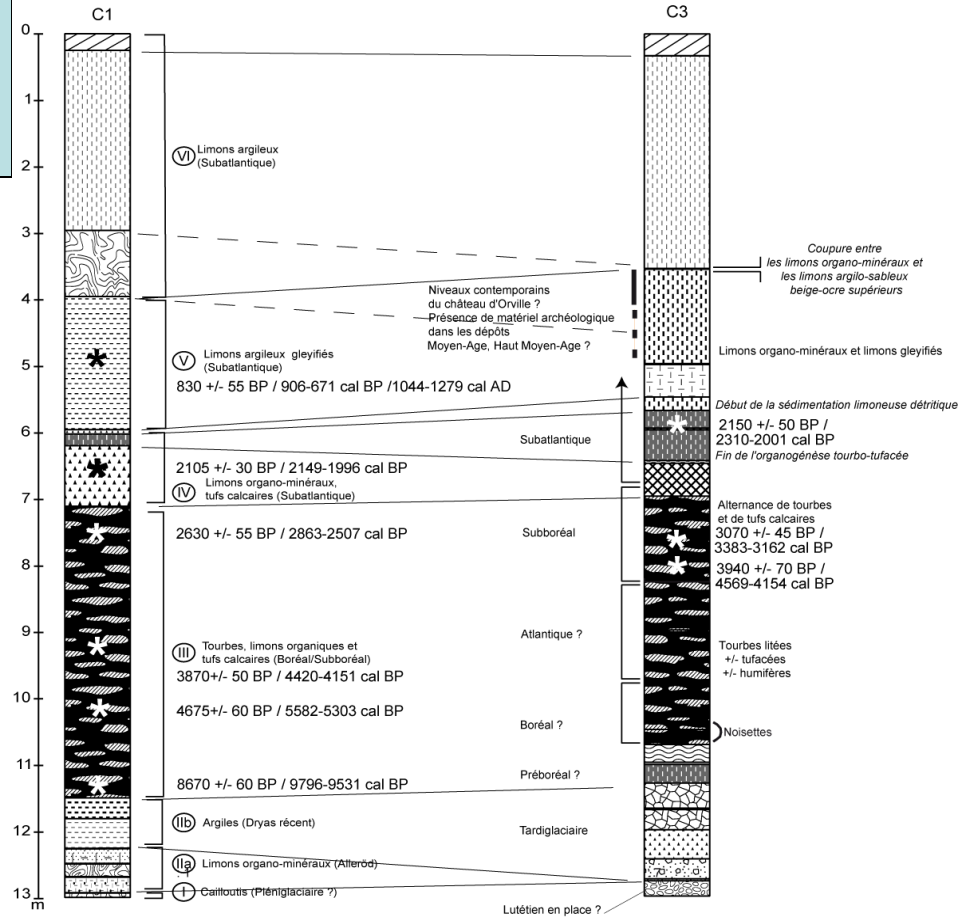 C1
C3
0
1
2
3
4
5
6
7
8
9
10
11
12
13
m
VI Limons argileux
(Subatlantique)
V Limons argileux gleyifiés
(Subatlantique)
830 +/- 55 BP / 906-671 cal BP /1044-1279 cal AD
2105 +/- 30 BP / 2149-1996 cal BP
IV Limons organo-minéraux,
tufs calcaires (Subatlantique)
2630 +/- 55 BP / 2863-2507 cal BP
III Tourbes, limons organiques et
tufs calcaires (Boréal/Subboréal)
3870+/- 50 BP / 4420-4151 cal BP
4675+/- 60 BP / 5582-5303 cal BP
8670 +/- 60 BP / 9796-9531 cal BP
IIb Argiles (Dryas récent)
IIa Limons organo-minéraux (Alleröd)
I Cailloutis (Pléniglaciaire ?)
Niveaux contemporains
du château d'Orville ?
Présence de matériel archéologique
dans les dépôts
Moyen-Age, Haut Moyen-Age ?
Subatlantique
Subboréal
Atlantique ?
Boréal ?
Préboréal ?
Tardiglaciaire
Lutétien en place ?
Coupure entre
les limons organo-minéraux et
les limons argilo-sableux
beige-ocre supérieurs
Limons organo-minéraux et limons gleyifiés
Début de la sédimentation limoneuse détritique
2150 +/- 50 BP /
2310-2001 cal BP
Fin de l'organogénèse tourbo-tufacée
Alternance de tourbes
et de tufs calcaires
3070 +/- 45 BP /
3383-3162 cal BP
3940 +/- 70 BP /
4569-4154 cal BP
Tourbes litées
+/- tufacées
+/- humifères
Noisettes